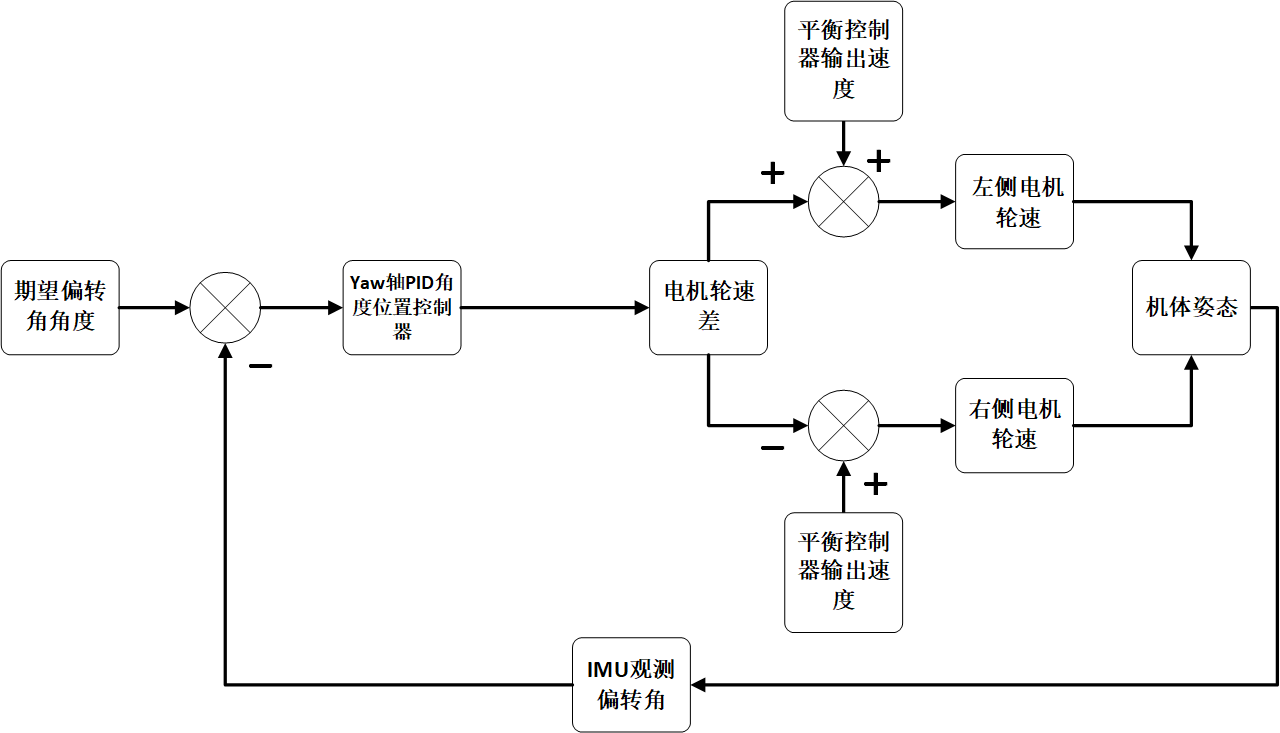 平衡控制
器输出速
度
+
+
左侧电机
轮速
期望偏转
角角度
Yaw轴PID角
度位置控制
器
电机轮速
差
机体姿态
−
右侧电机
轮速
−
+
平衡控制
器输出速
度
IMU观测
偏转角